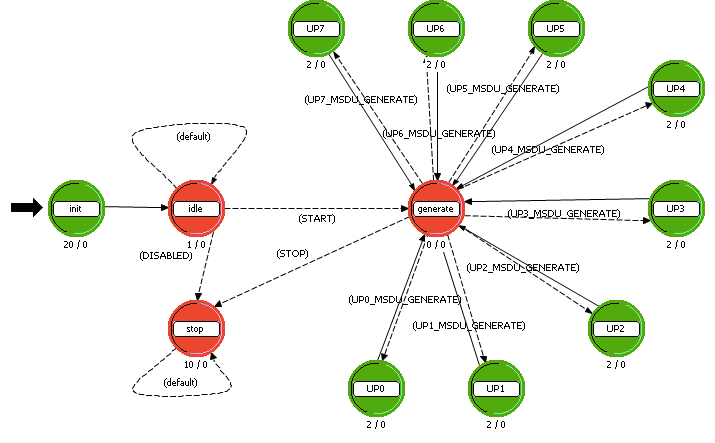 UP7
UP6
UP5
2 / 0
2 / 0
2 / 0
UP4
(UP7_MSDU_GENERATE)
(UP5_MSDU_GENERATE)
2 / 0
(default)
(UP6_MSDU_GENERATE)
(UP4_MSDU_GENERATE)
init
idle
generate
UP3
(START)
(UP3_MSDU_GENERATE)
20 / 0
1 / 0
0 / 0
2 / 0
(DISABLED)
(STOP)
(UP2_MSDU_GENERATE)
(UP0_MSDU_GENERATE)
stop
(UP1_MSDU_GENERATE)
UP2
10 / 0
2 / 0
(default)
UP0
UP1
2 / 0
2 / 0